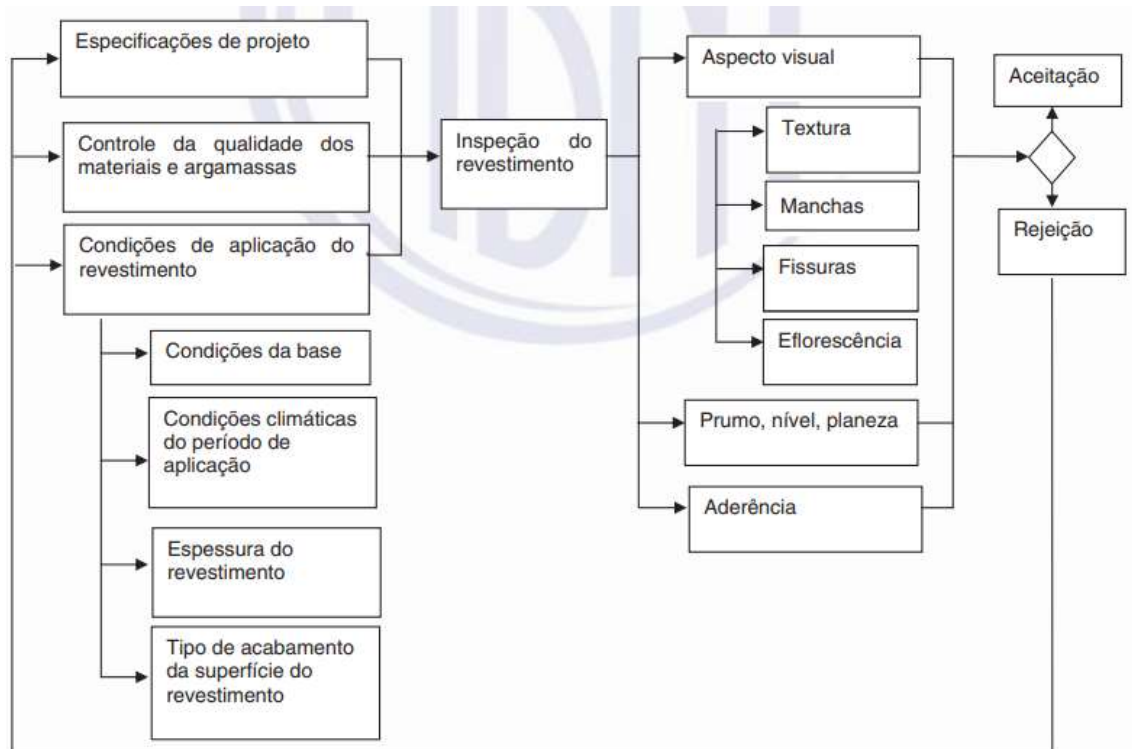 Especificações de projeto
Controle da qualidade dos
materiais e argamassas
Condições de aplicação do
revestimento
Condições da base
Condições climáticas
do período de
aplicação
Espessura do
revestimento
Tipo de acabamento
da superfície do
revestimento
Inspeção do
revestimento
Aspecto visual
Textura
Manchas
Fissuras
Eflorescência
Prumo, nível, planeza
Aderência
Aceitação
Rejeição